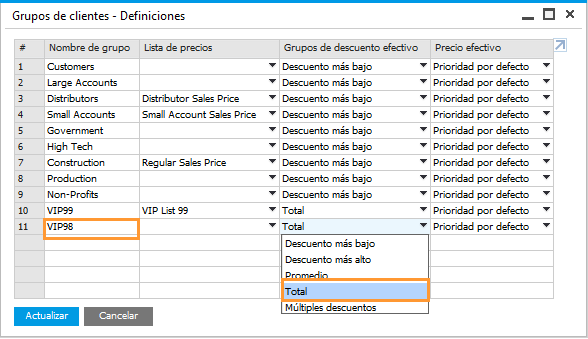 Grupos de clientes - Definiciones
# Nombre de grupo Lista de precios Grupos de descuento efectivo Precio efectivo
1 Customers Descuento más bajo Prioridad por defecto
2 Large Accounts Descuento más bajo Prioridad por defecto
3 Distributors Distributor Sales Price Descuento más bajo Prioridad por defecto
4 Small Accounts Small Account Sales Price Descuento más bajo Prioridad por defecto
5 Government Descuento más bajo Prioridad por defecto
6 High Tech Descuento más bajo Prioridad por defecto
7 Construction Regular Sales Price Descuento más bajo Prioridad por defecto
8 Production Descuento más bajo Prioridad por defecto
9 Non-Profits Descuento más bajo Prioridad por defecto
10 VIP99 VIP List 99 Total Prioridad por defecto
11 VIP98 Total Prioridad por defecto
Descuento más bajo
Descuento más alto
Promedio
Total
Múltiples descuentos
Actualizar Cancelar